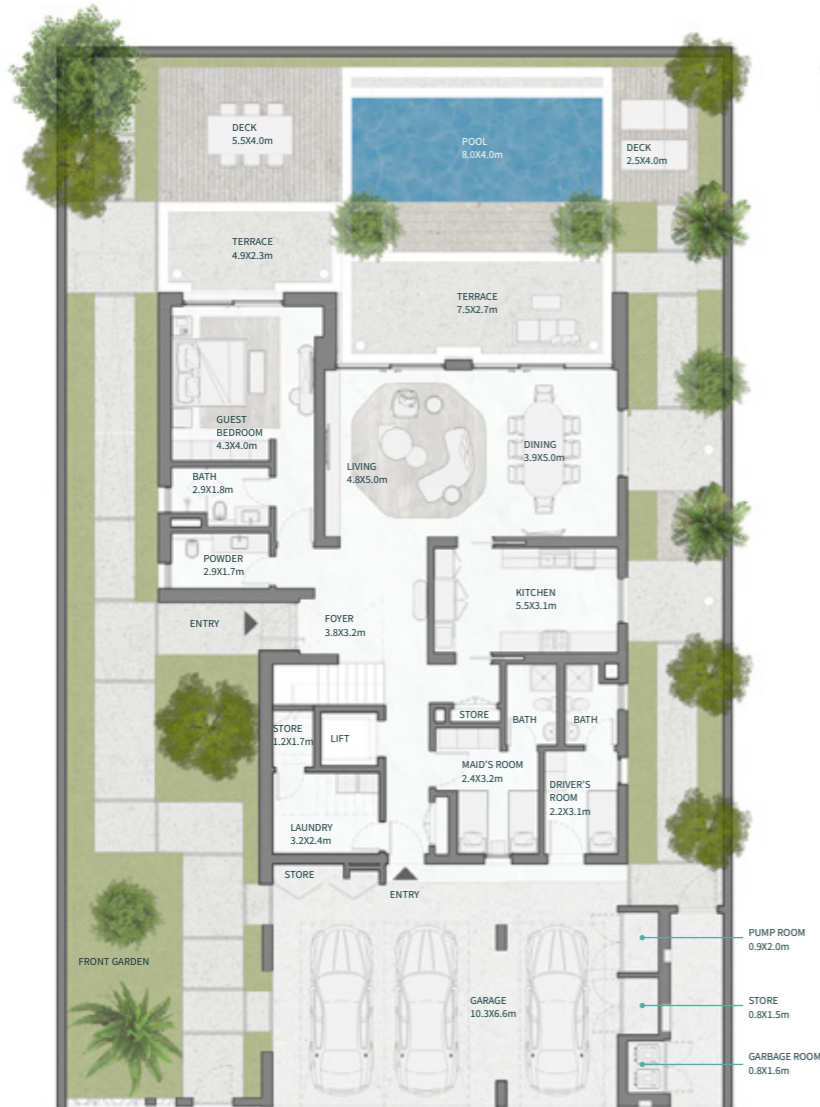 DECK
5.5X4.0m
POOL
8.0X4.0m
DECK
2.5X4.0m
TERRACE
4.9X2.3m
TERRACE
7.5X2.7m
GUEST
BEDROOM
4.3X4.0m
LIVING
4.8X5.0m
DINING
3.9X5.0m
BATH
2.9X1.8m
POWDER
2.9X1.7m
KITCHEN
5.5X3.1m
ENTRY
FOYER
3.8X3.2m
STORE
1.2X1.7m
LIFT
STORE
BATH
BATH
MAID'S ROOM
2.4X3.2m
DRIVER'S
ROOM
2.2X3.1m
LAUNDRY
3.2X2.4m
STORE
ENTRY
FRONT GARDEN
GARAGE
10.3X6.6m
PUMP ROOM
0.9X2.0m
STORE
0.8X1.5m
GARBAGE ROOM
0.8X1.6m